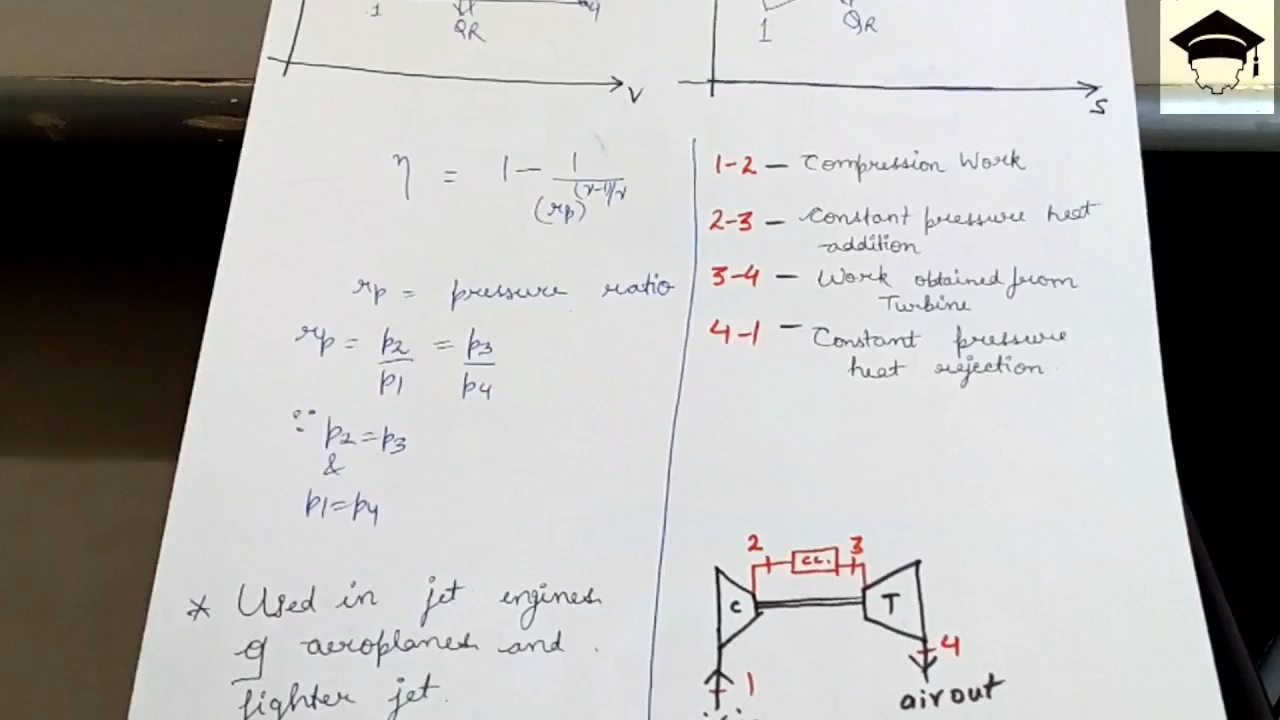 1 QR 4
V
1 QR
S
η = 1 - 1/(rp)^(γ-1)/γ
rp = pressure ratio
rp = p2/p1 = p3/p4
∵ p2 = p3
&
p1 = p4
* Used in jet engines
of aeroplanes and
fighter jet.
1-2 — Compression Work
2-3 — Constant pressure heat
addition
3-4 — Work obtained from
Turbine
4-1 — Constant pressure
heat rejection
2 cc. 3
C T
1 4
air out